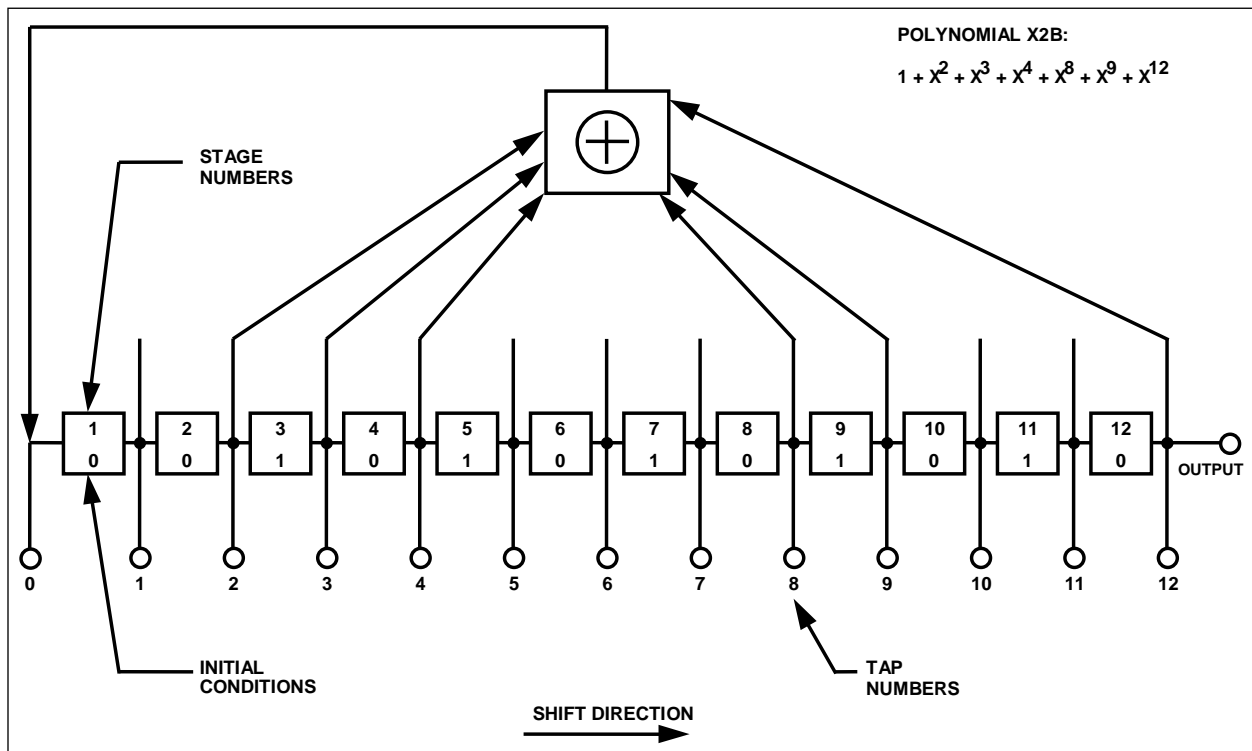 POLYNOMIAL X2B:
1 + X2 + X3 + X4 + X8 + X9 + X12
STAGE
NUMBERS
1 2 3 4 5 6 7 8 9 10 11 12
0 0 1 0 1 0 1 0 1 0 1 0
OUTPUT
0 1 2 3 4 5 6 7 8 9 10 11 12
INITIAL
CONDITIONS
TAP
NUMBERS
SHIFT DIRECTION